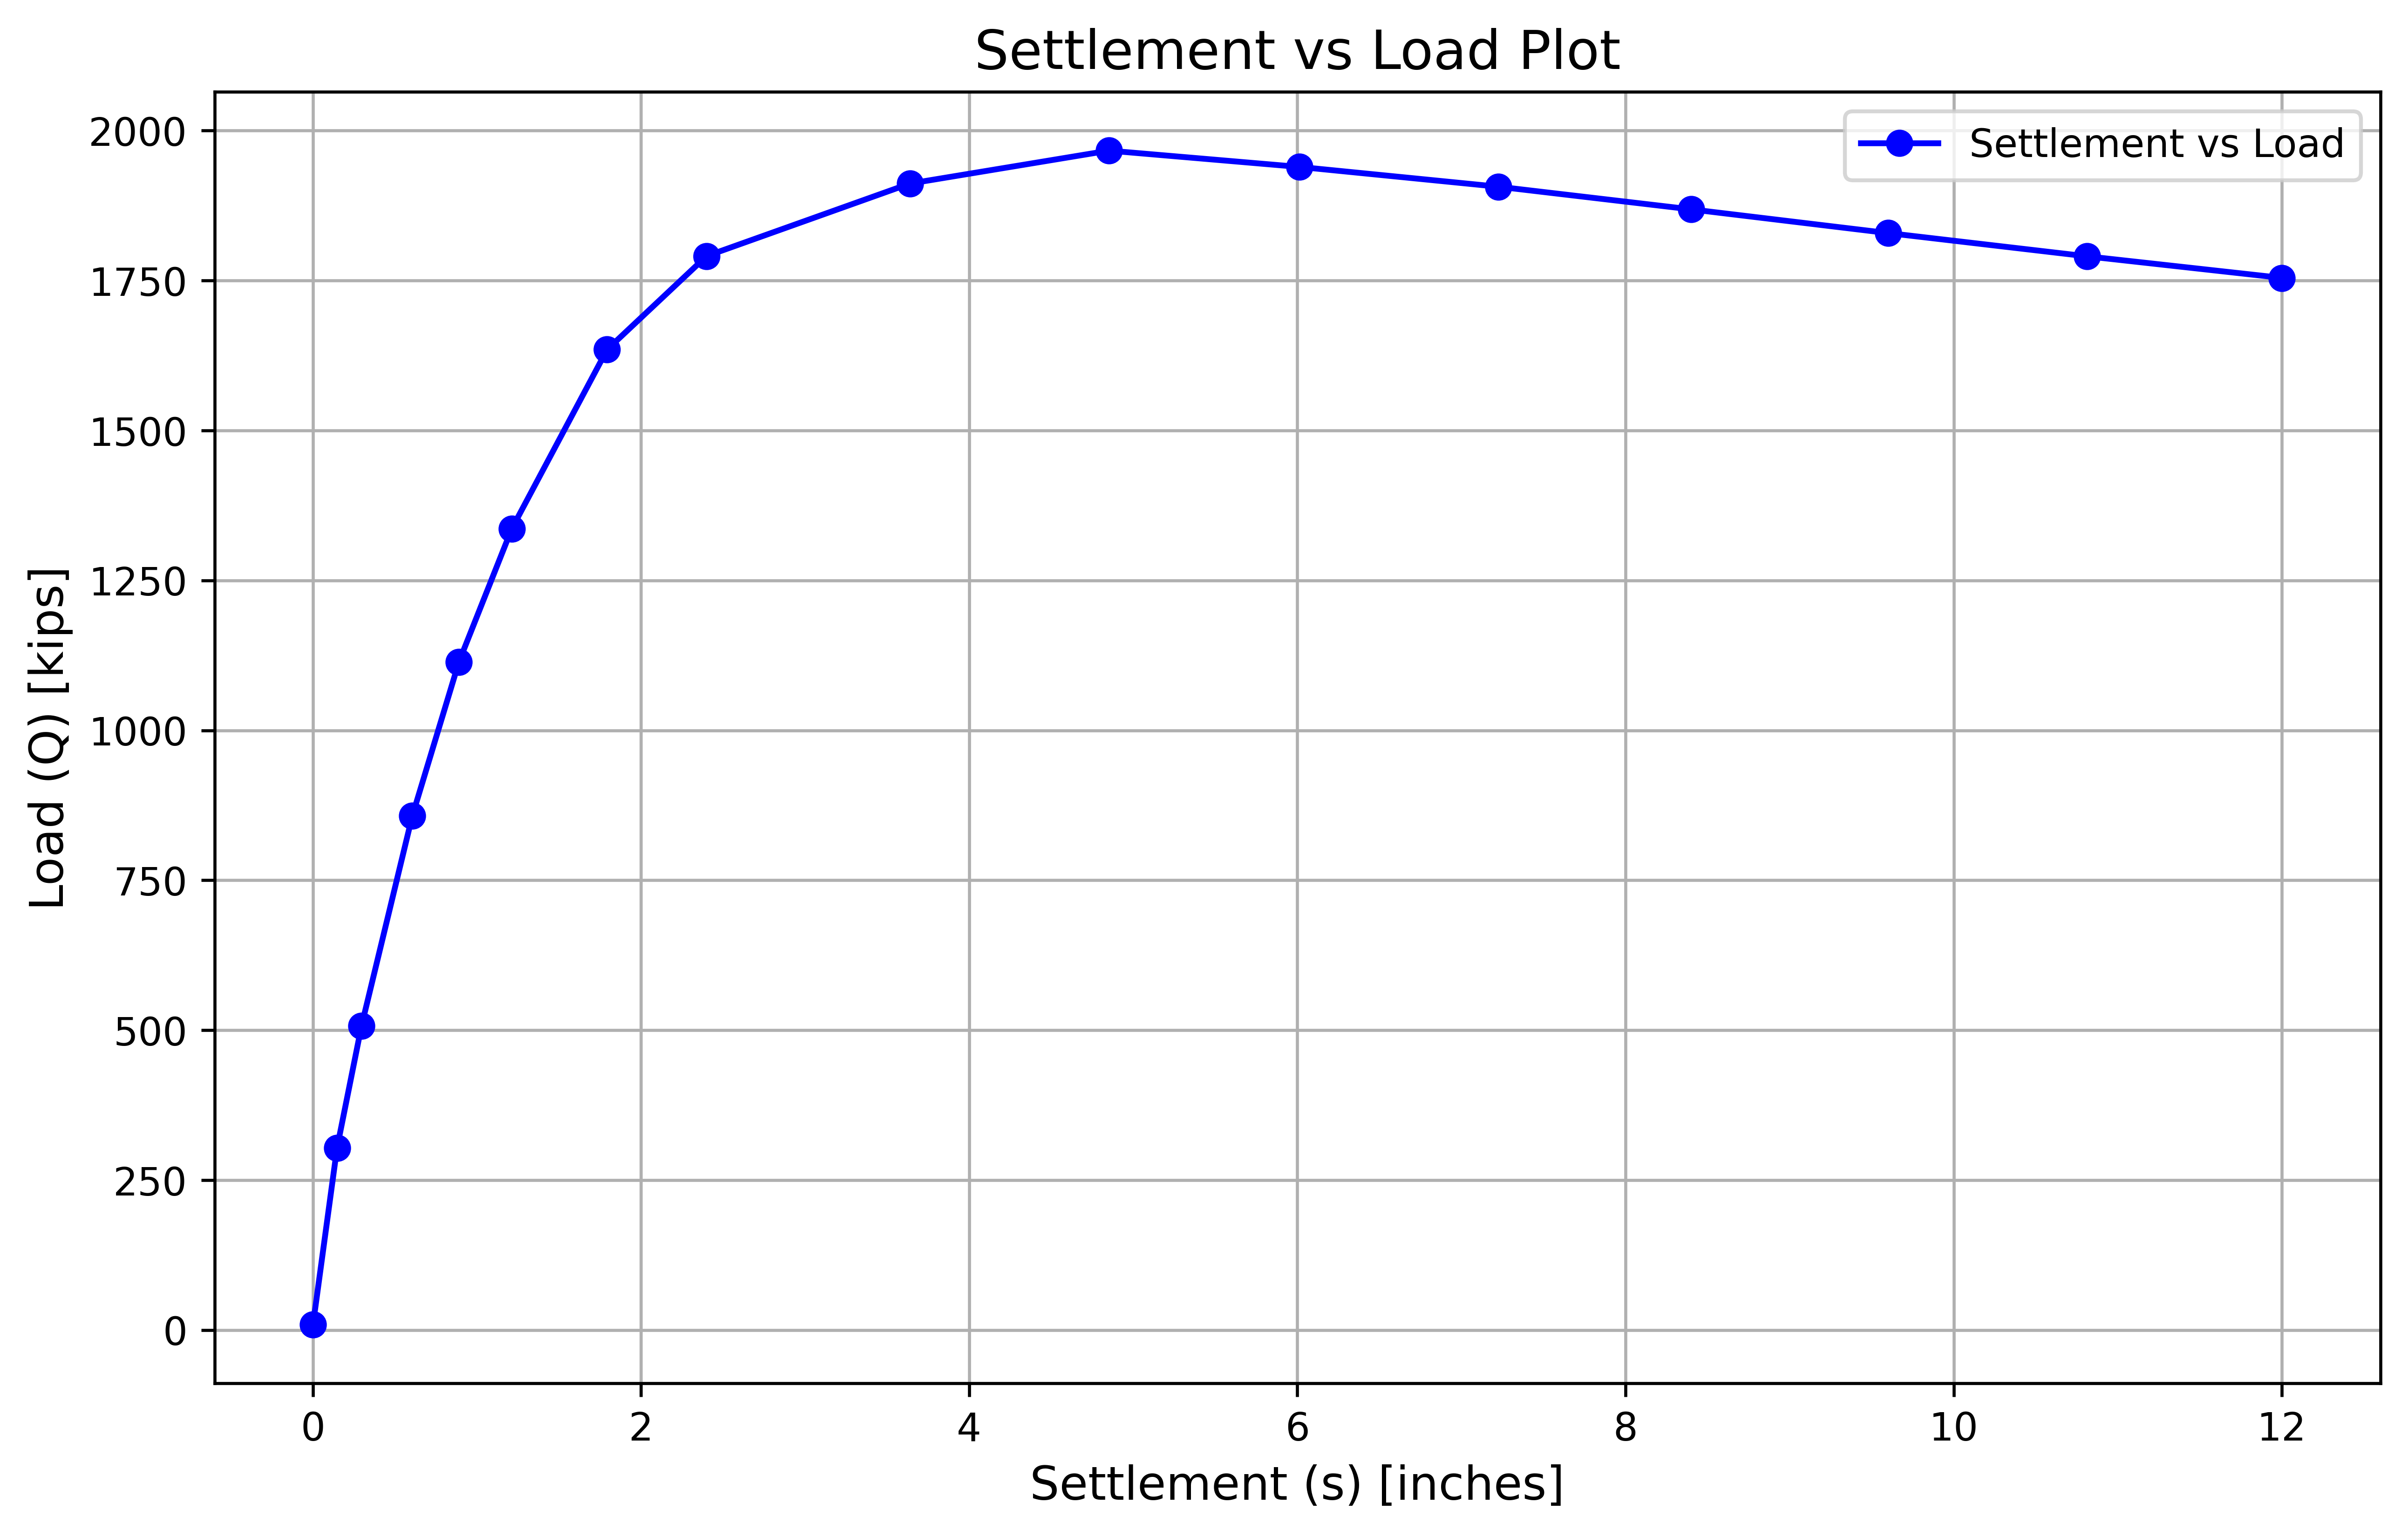 Settlement vs Load Plot
Settlement vs Load
2000
1750
1500
1250
1000
750
500
250
0
Load (Q) [kips]
0 2 4 6 8 10 12
Settlement (s) [inches]